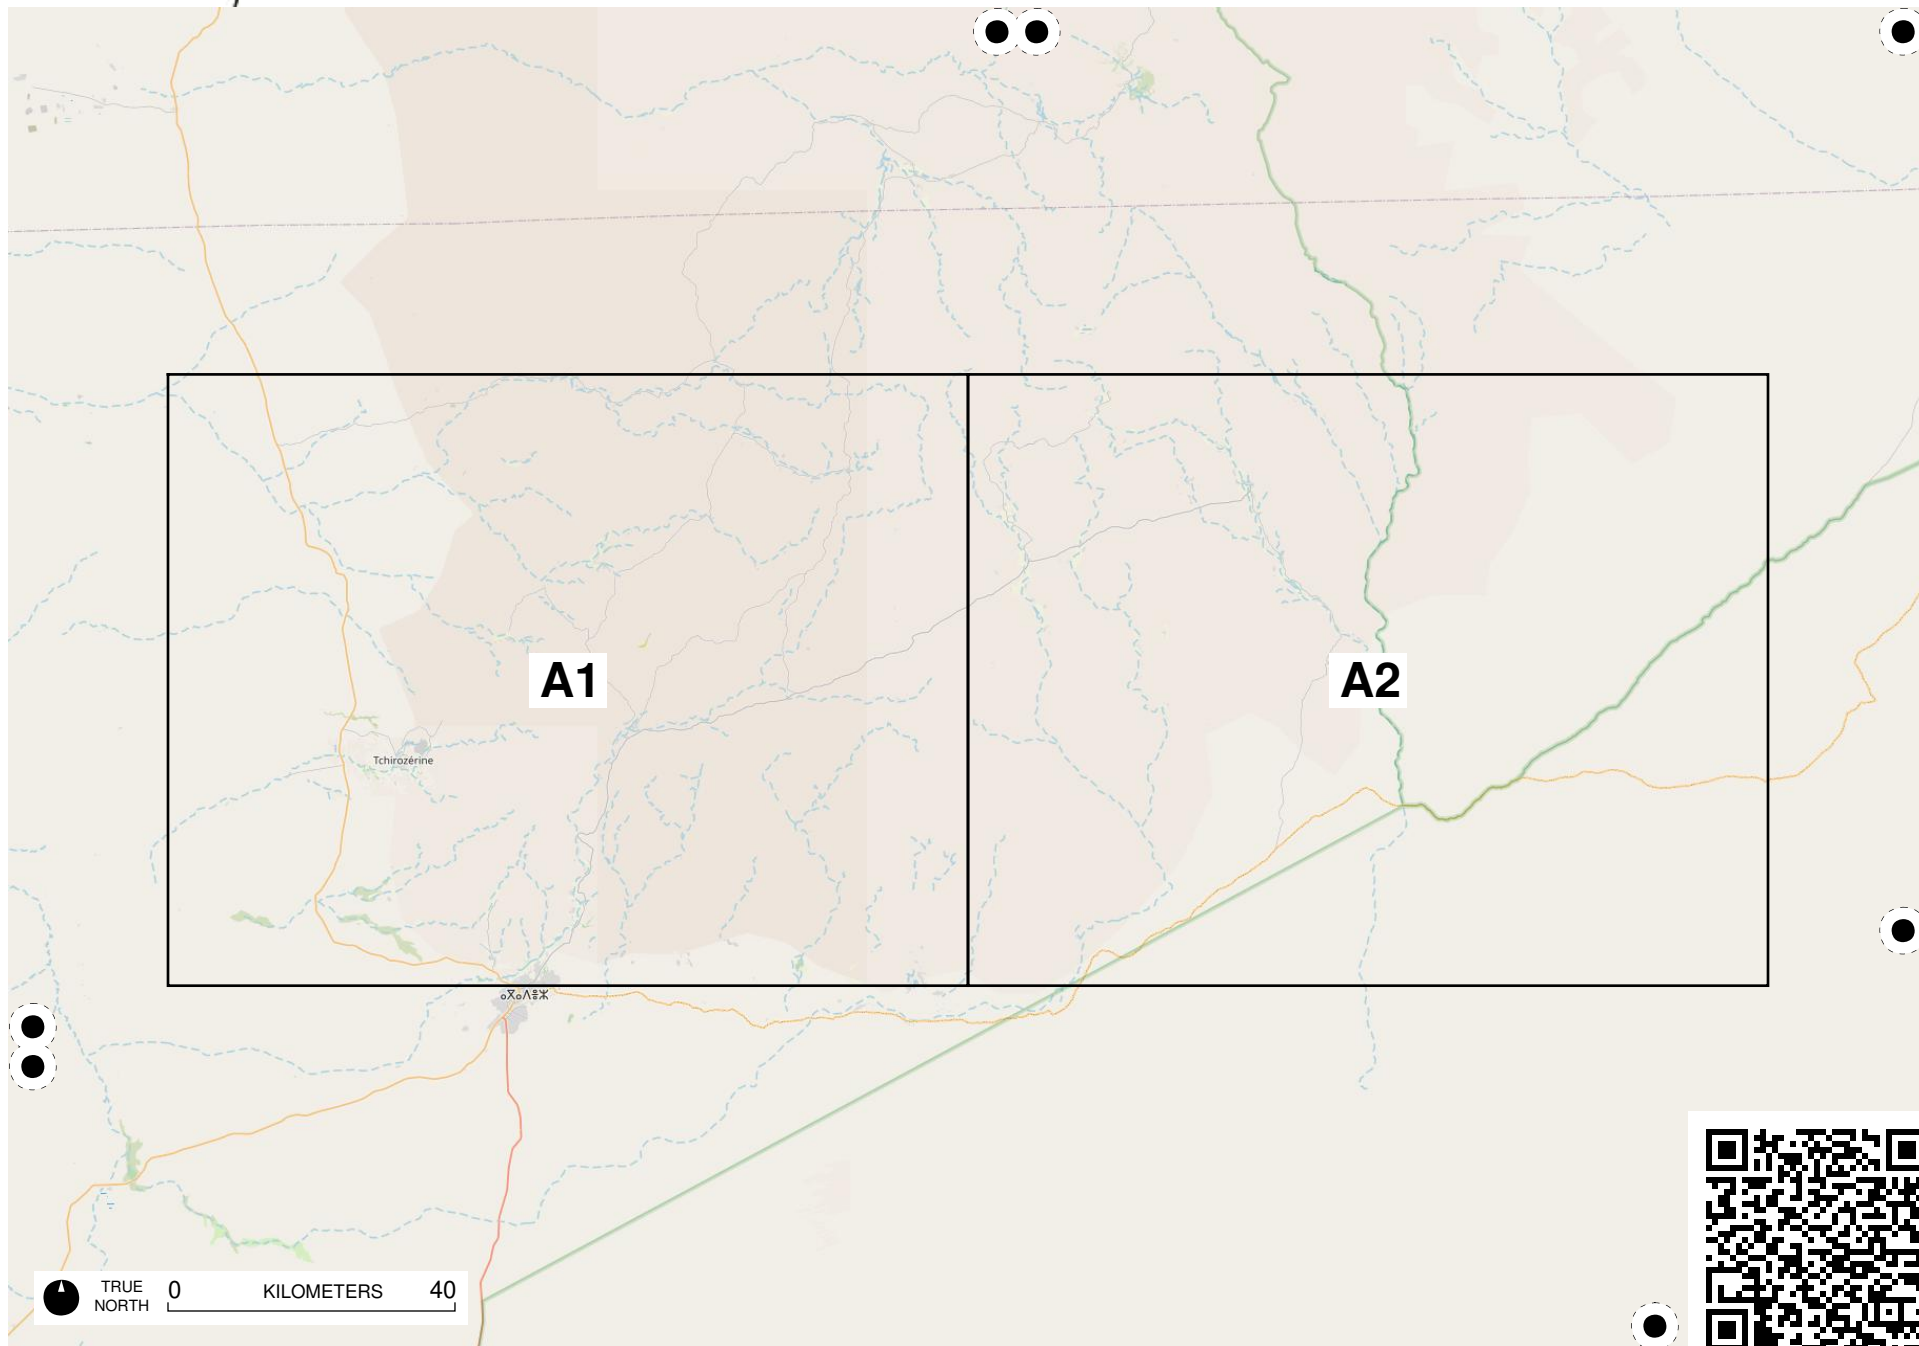 A1
A2
Tchirozérine
ⴰⴳⴰⴷⴻⵣ
TRUE
NORTH
0 KILOMETERS 40